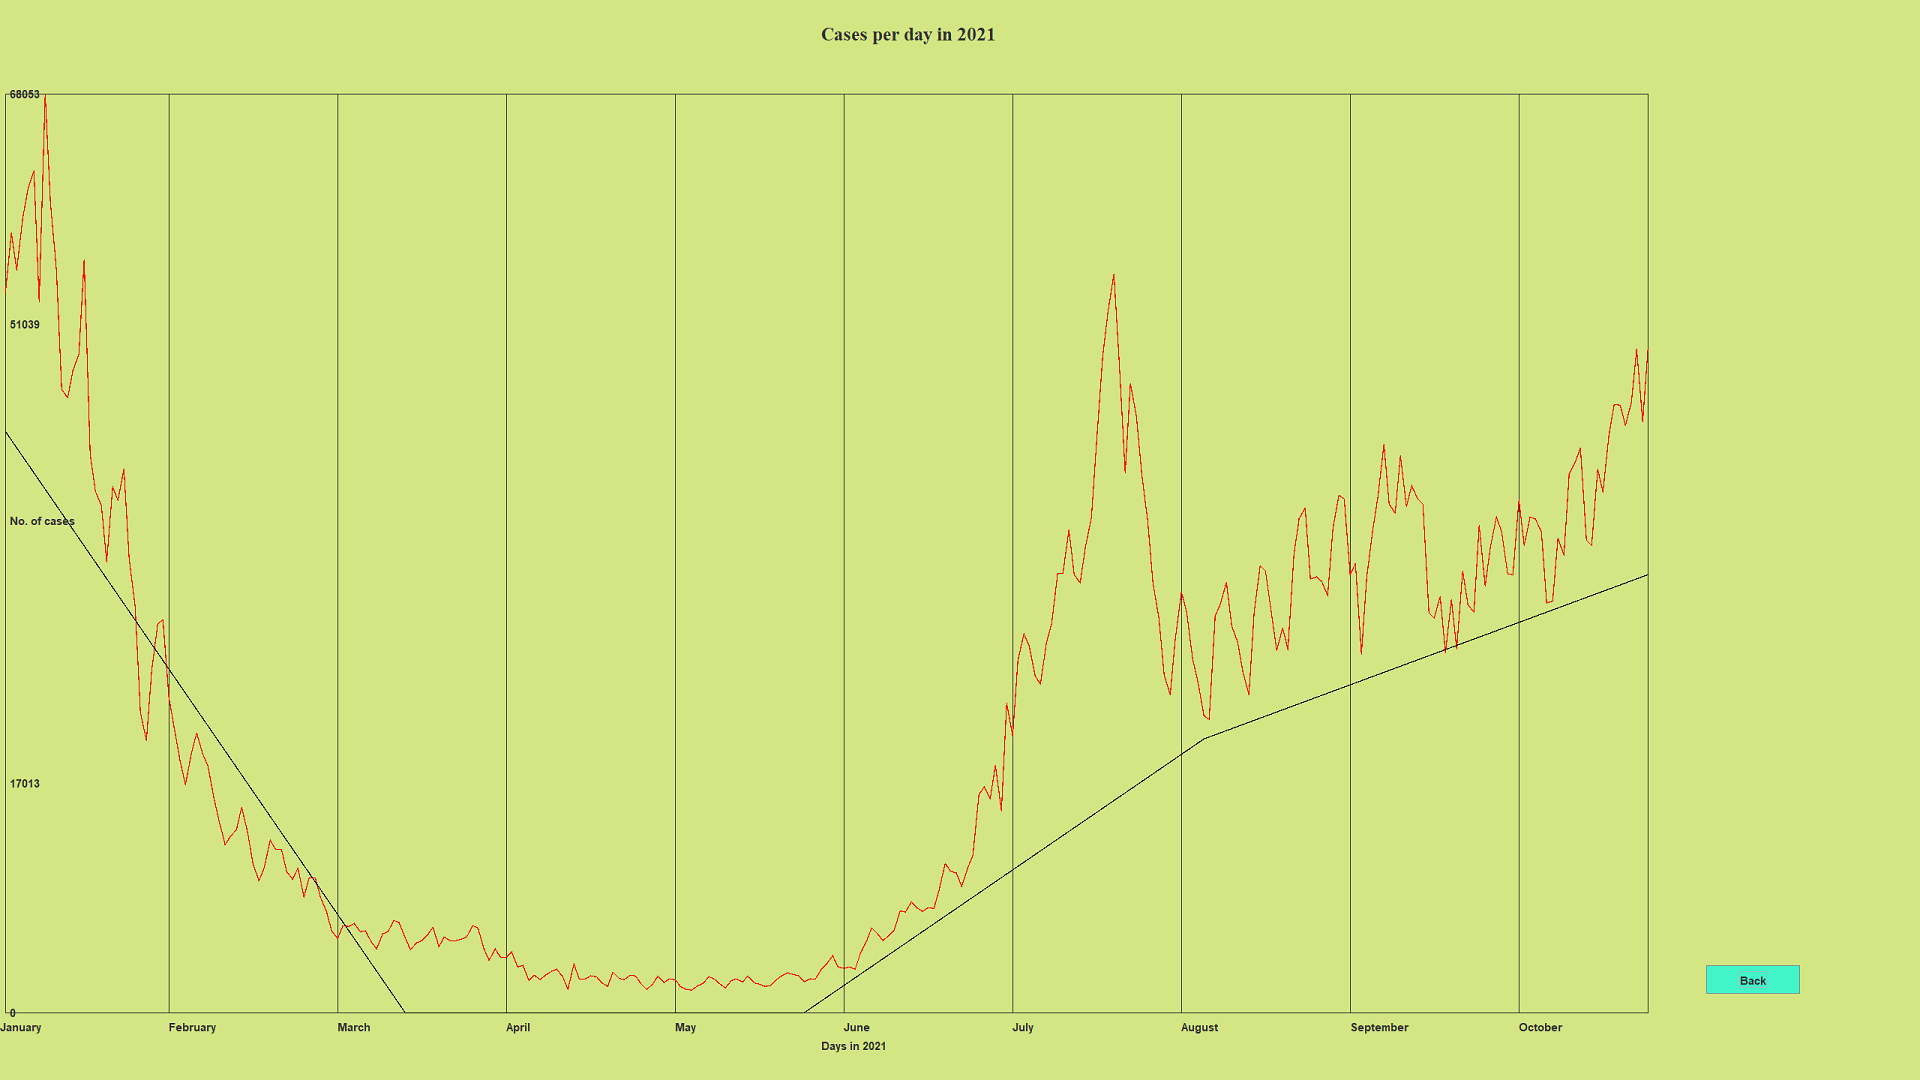 Cases per day in 2021
68053
51039
No. of cases
17013
0
January February March April May June July August September October
Days in 2021
Back